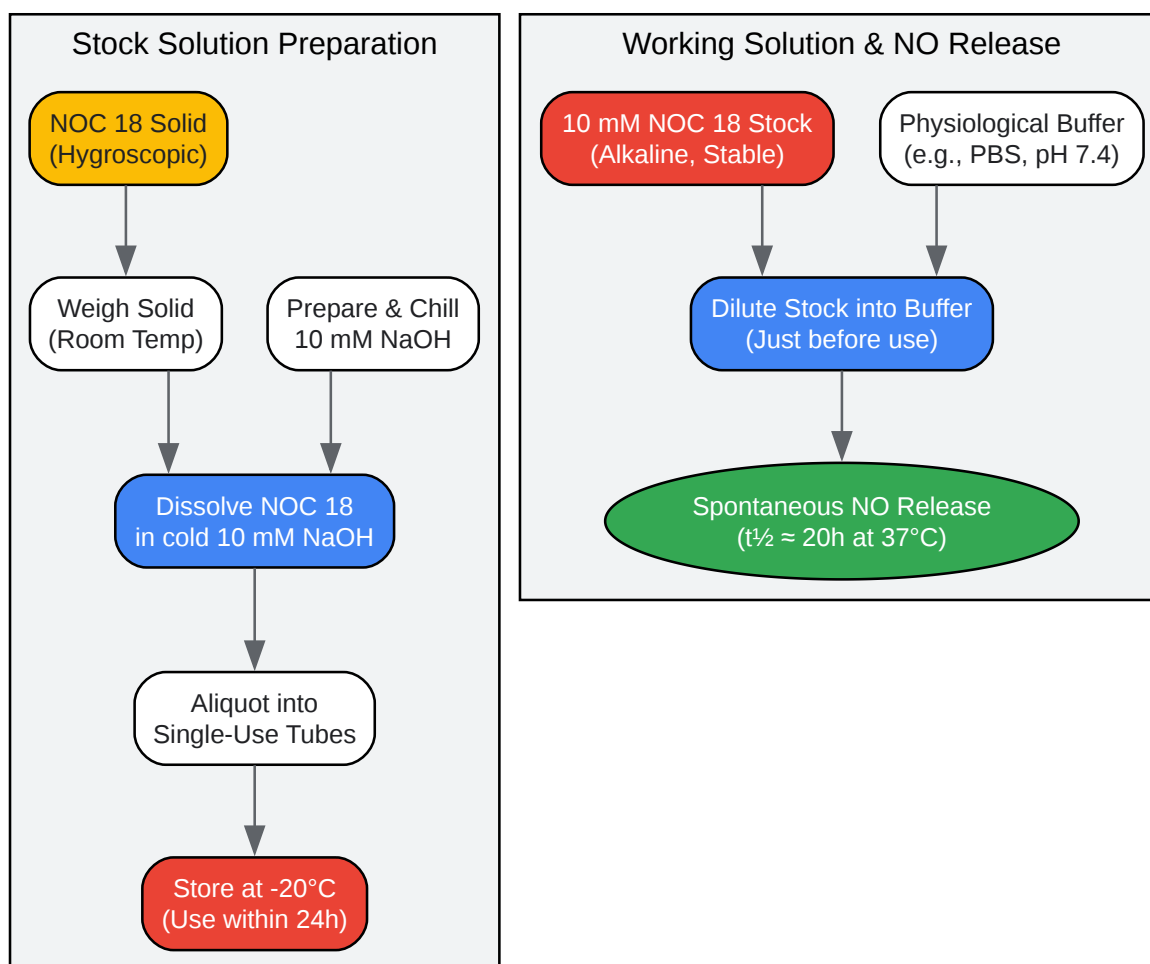 Stock Solution Preparation
NOC 18 Solid
(Hygroscopic)
Weigh Solid
(Room Temp)
Prepare & Chill
10 mM NaOH
Dissolve NOC 18
in cold 10 mM NaOH
Aliquot into
Single-Use Tubes
Store at -20°C
(Use within 24h)
Working Solution & NO Release
10 mM NOC 18 Stock
(Alkaline, Stable)
Physiological Buffer
(e.g., PBS, pH 7.4)
Dilute Stock into Buffer
(Just before use)
Spontaneous NO Release
(t½ ≈ 20h at 37°C)